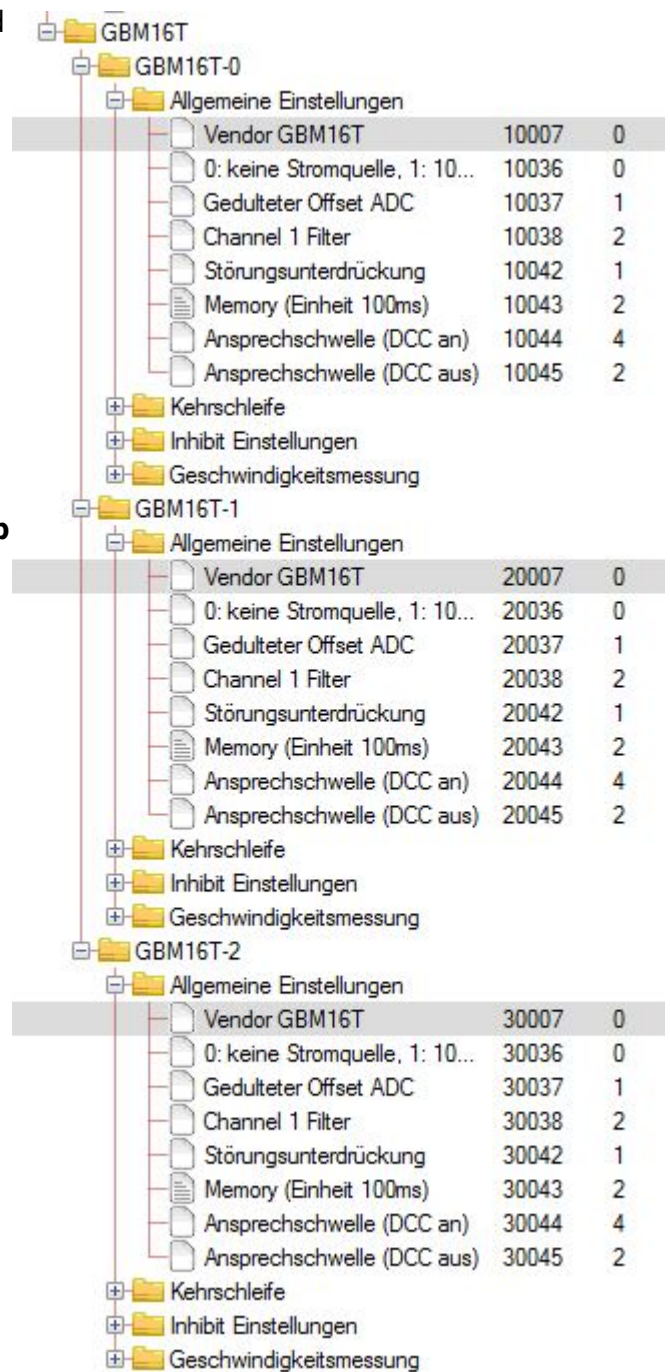 d
GBM16T
GBM16T-0
Allgemeine Einstellungen
Vendor GBM16T 10007 0
0: keine Stromquelle, 1: 10... 10036 0
Gedulteter Offset ADC 10037 1
Channel 1 Filter 10038 2
Störungsunterdrückung 10042 1
Memory (Einheit 100ms) 10043 2
Ansprechschwelle (DCC an) 10044 4
Ansprechschwelle (DCC aus) 10045 2
Kehrschleife
Inhibit Einstellungen
Geschwindigkeitsmessung
GBM16T-1
Allgemeine Einstellungen
Vendor GBM16T 20007 0
0: keine Stromquelle, 1: 10... 20036 0
Gedulteter Offset ADC 20037 1
Channel 1 Filter 20038 2
Störungsunterdrückung 20042 1
Memory (Einheit 100ms) 20043 2
Ansprechschwelle (DCC an) 20044 4
Ansprechschwelle (DCC aus) 20045 2
Kehrschleife
Inhibit Einstellungen
Geschwindigkeitsmessung
GBM16T-2
Allgemeine Einstellungen
Vendor GBM16T 30007 0
0: keine Stromquelle, 1: 10... 30036 0
Gedulteter Offset ADC 30037 1
Channel 1 Filter 30038 2
Störungsunterdrückung 30042 1
Memory (Einheit 100ms) 30043 2
Ansprechschwelle (DCC an) 30044 4
Ansprechschwelle (DCC aus) 30045 2
Kehrschleife
Inhibit Einstellungen
Geschwindigkeitsmessung